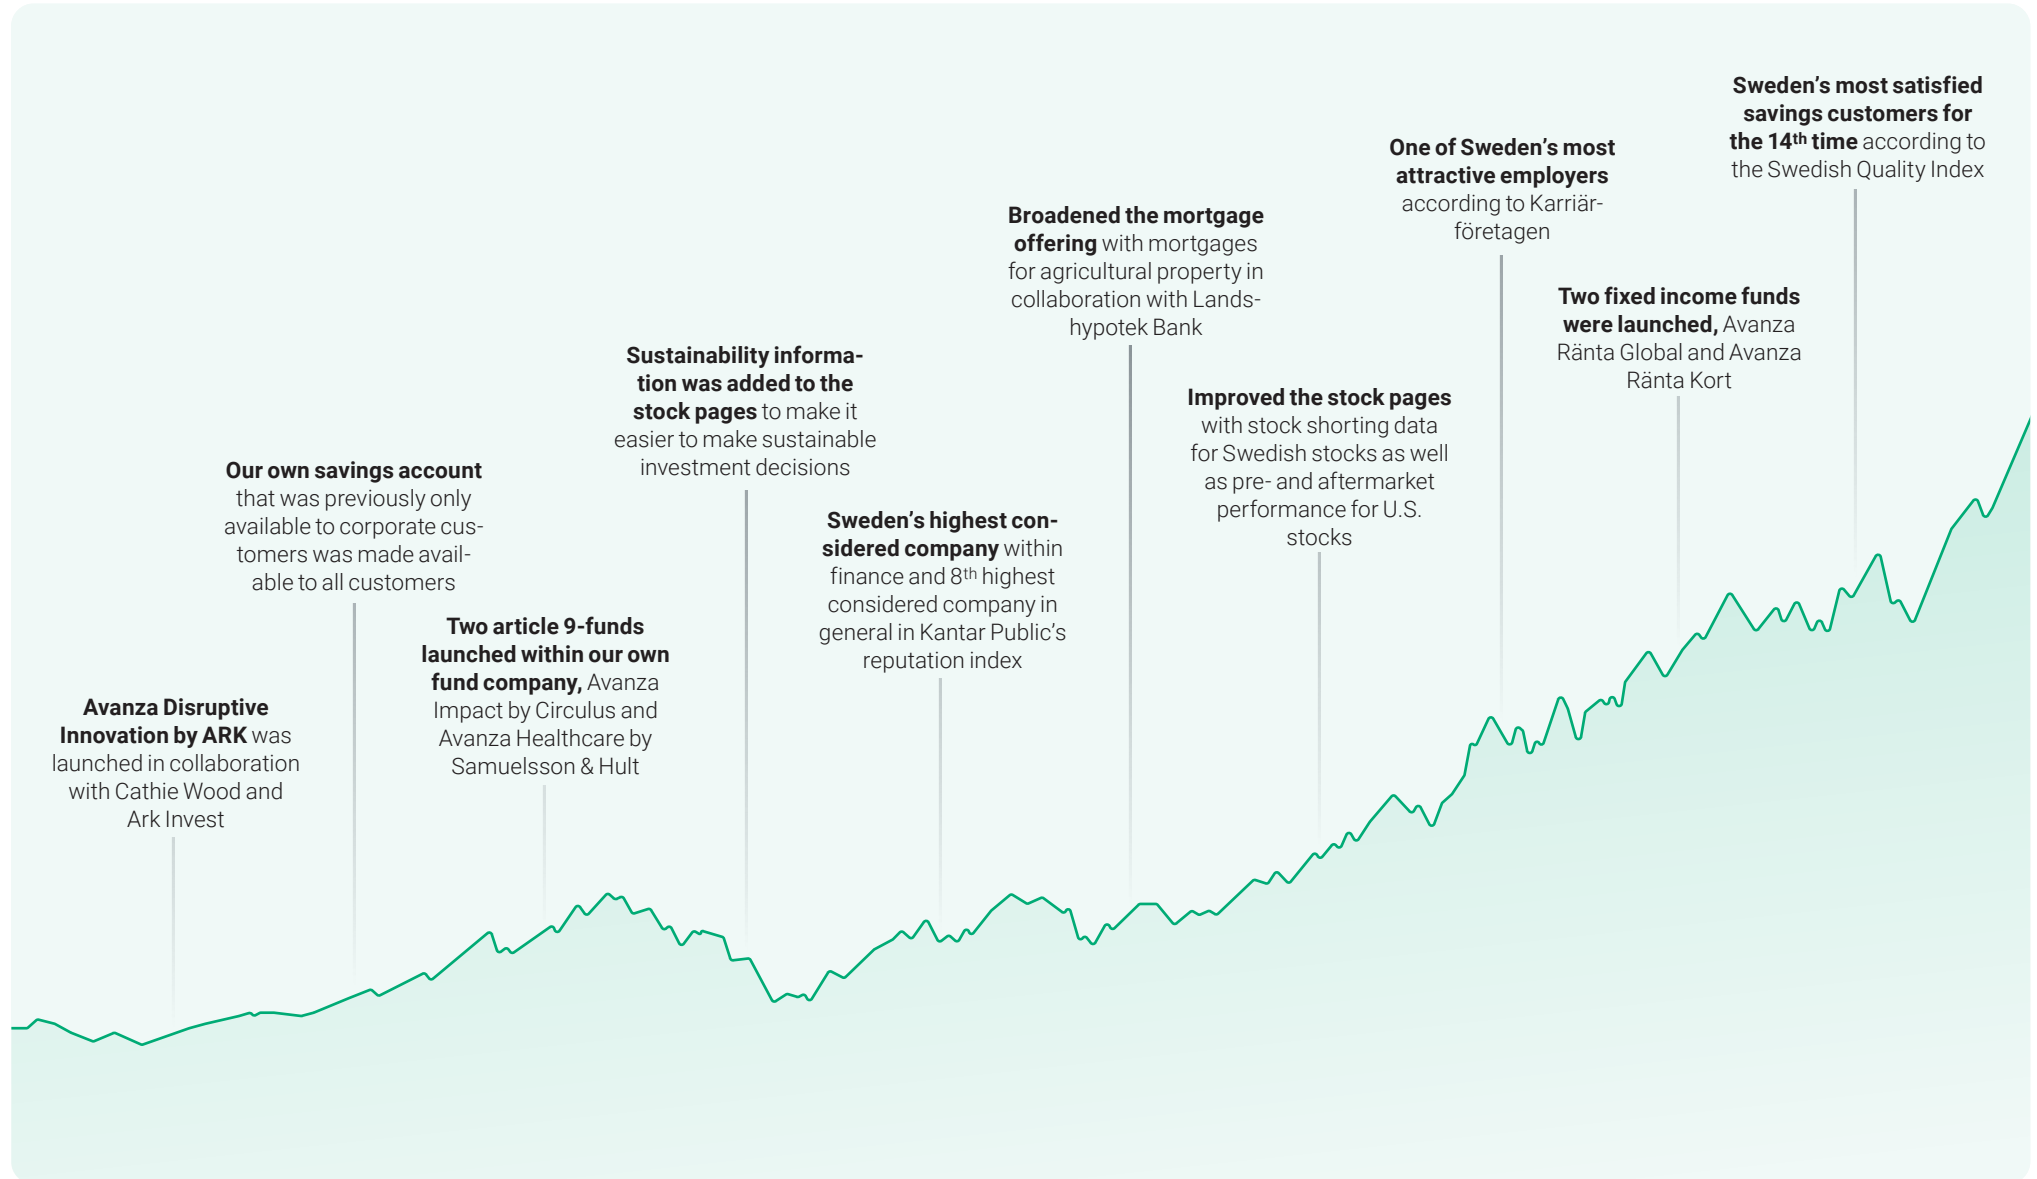 Avanza Disruptive
Innovation by ARK was
launched in collaboration
with Cathie Wood and
Ark Invest
Our own savings account
that was previously only
available to corporate cus-
tomers was made avail-
able to all customers
Two article 9-funds
launched within our own
fund company, Avanza
Impact by Circulus and
Avanza Healthcare by
Samuelsson & Hult
Sustainability informa-
tion was added to the
stock pages to make it
easier to make sustainable
investment decisions
Sweden’s highest con-
sidered company within
finance and 8th highest
considered company in
general in Kantar Public’s
reputation index
Broadened the mortgage
offering with mortgages
for agricultural property in
collaboration with Lands-
hypotek Bank
Improved the stock pages
with stock shorting data
for Swedish stocks as well
as pre- and aftermarket
performance for U.S.
stocks
One of Sweden’s most
attractive employers
according to Karriär-
företagen
Two fixed income funds
were launched, Avanza
Ränta Global and Avanza
Ränta Kort
Sweden’s most satisfied
savings customers for
the 14th time according to
the Swedish Quality Index